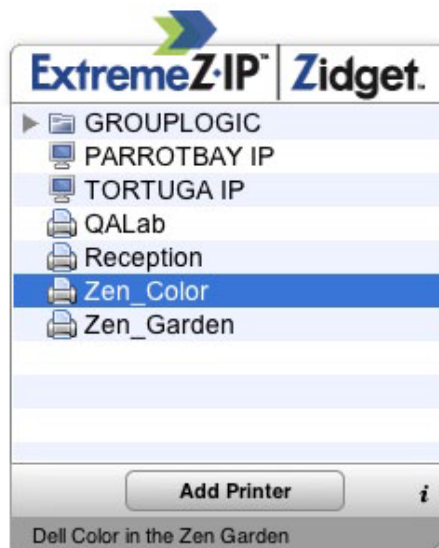 ExtremeZ·IP™ Zidget™
GROUPLOGIC
PARROTBAY IP
TORTUGA IP
QALab
Reception
Zen_Color
Zen_Garden
Add Printer i
Dell Color in the Zen Garden